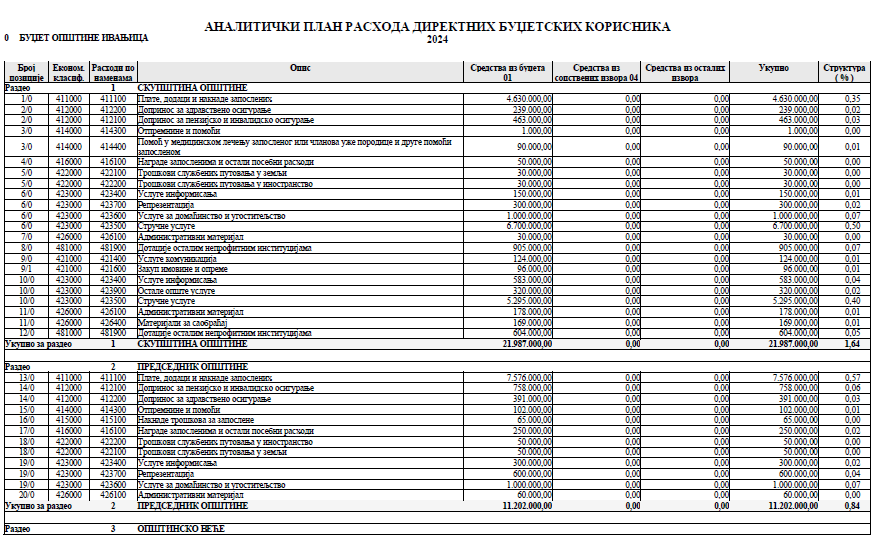 АНАЛИТИЧКИ ПЛАН РАСХОДА ДИРЕКТНИХ БУЏЕТСКИХ КОРИСНИКА
0 БУЏЕТ ОПШТИНЕ ИВАЊИЦА
2024
Број позиције Економ. класиф. Расходи по наменама Опис Средства из буџета 01 Средства из сопствених извора 04 Средства из осталих извора Укупно Структура ( % )
Раздео 1 СКУПШТИНА ОПШТИНЕ
1/0 411000 411100 Плате, додаци и накнаде запослених 4.630.000,00 0,00 0,00 4.630.000,00 0,35
2/0 412000 412200 Допринос за здравствено осигурање 239.000,00 0,00 0,00 239.000,00 0,02
2/0 412000 412100 Допринос за пензијско и инвалидско осигурање 463.000,00 0,00 0,00 463.000,00 0,03
3/0 414000 414300 Отпремнине и помоћи 1.000,00 0,00 0,00 1.000,00 0,00
3/0 414000 414400 Помоћ у медицинском лечењу запосленог или чланова уже породице и друге помоћи запосленом 90.000,00 0,00 0,00 90.000,00 0,01
4/0 416000 416100 Награде запосленима и остали посебни расходи 50.000,00 0,00 0,00 50.000,00 0,00
5/0 422000 422100 Трошкови службених путовања у земљи 30.000,00 0,00 0,00 30.000,00 0,00
5/0 422000 422200 Трошкови службених путовања у иностранство 30.000,00 0,00 0,00 30.000,00 0,00
6/0 423000 423400 Услуге информисања 150.000,00 0,00 0,00 150.000,00 0,01
6/0 423000 423700 Репрезентација 300.000,00 0,00 0,00 300.000,00 0,02
6/0 423000 423600 Услуге за домаћинство и угоститељство 1.000.000,00 0,00 0,00 1.000.000,00 0,07
6/0 423000 423500 Стручне услуге 6.700.000,00 0,00 0,00 6.700.000,00 0,50
7/0 426000 426100 Административни материјал 30.000,00 0,00 0,00 30.000,00 0,00
8/0 481000 481900 Дотације осталим непрофитним институцијама 905.000,00 0,00 0,00 905.000,00 0,07
9/0 421000 421400 Услуге комуникација 124.000,00 0,00 0,00 124.000,00 0,01
9/1 421000 421600 Закуп имовине и опреме 96.000,00 0,00 0,00 96.000,00 0,01
10/0 423000 423400 Услуге информисања 583.000,00 0,00 0,00 583.000,00 0,04
10/0 423000 423900 Остале опште услуге 320.000,00 0,00 0,00 320.000,00 0,02
10/0 423000 423500 Стручне услуге 5.295.000,00 0,00 0,00 5.295.000,00 0,40
11/0 426000 426100 Административни материјал 178.000,00 0,00 0,00 178.000,00 0,01
11/0 426000 426400 Материјали за саобраћај 169.000,00 0,00 0,00 169.000,00 0,01
12/0 481000 481900 Дотације осталим непрофитним институцијама 604.000,00 0,00 0,00 604.000,00 0,05
Укупно за раздео 1 СКУПШТИНА ОПШТИНЕ 21.987.000,00 0,00 0,00 21.987.000,00 1,64
Раздео 2 ПРЕДСЕДНИК ОПШТИНЕ
13/0 411000 411100 Плате, додаци и накнаде запослених 7.576.000,00 0,00 0,00 7.576.000,00 0,57
14/0 412000 412100 Допринос за пензијско и инвалидско осигурање 758.000,00 0,00 0,00 758.000,00 0,06
14/0 412000 412200 Допринос за здравствено осигурање 391.000,00 0,00 0,00 391.000,00 0,03
15/0 414000 414300 Отпремнине и помоћи 102.000,00 0,00 0,00 102.000,00 0,01
16/0 415000 415100 Накнаде трошкова за запослене 65.000,00 0,00 0,00 65.000,00 0,00
17/0 416000 416100 Награде запосленима и остали посебни расходи 250.000,00 0,00 0,00 250.000,00 0,02
18/0 422000 422200 Трошкови службених путовања у иностранство 50.000,00 0,00 0,00 50.000,00 0,00
18/0 422000 422100 Трошкови службених путовања у земљи 50.000,00 0,00 0,00 50.000,00 0,00
19/0 423000 423400 Услуге информисања 300.000,00 0,00 0,00 300.000,00 0,02
19/0 423000 423700 Репрезентација 600.000,00 0,00 0,00 600.000,00 0,04
19/0 423000 423600 Услуге за домаћинство и угоститељство 1.000.000,00 0,00 0,00 1.000.000,00 0,07
20/0 426000 426100 Административни материјал 60.000,00 0,00 0,00 60.000,00 0,00
Укупно за раздео 2 ПРЕДСЕДНИК ОПШТИНЕ 11.202.000,00 0,00 0,00 11.202.000,00 0,84
Раздео 3 ОПШТИНСКО ВЕЋЕ